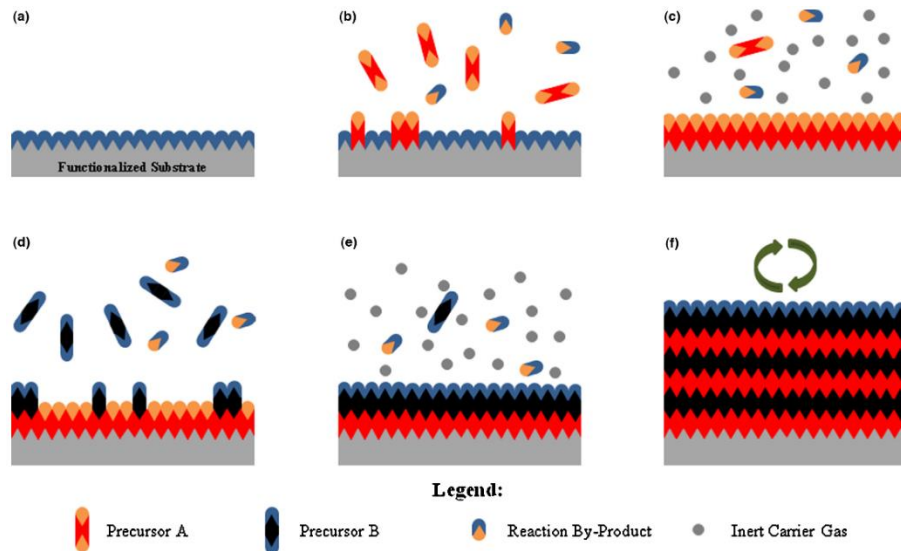 (a)
(b)
(c)
Functionalized Substrate
(d)
(e)
(f)
Legend:
Precursor A
Precursor B
Reaction By-Product
Inert Carrier Gas